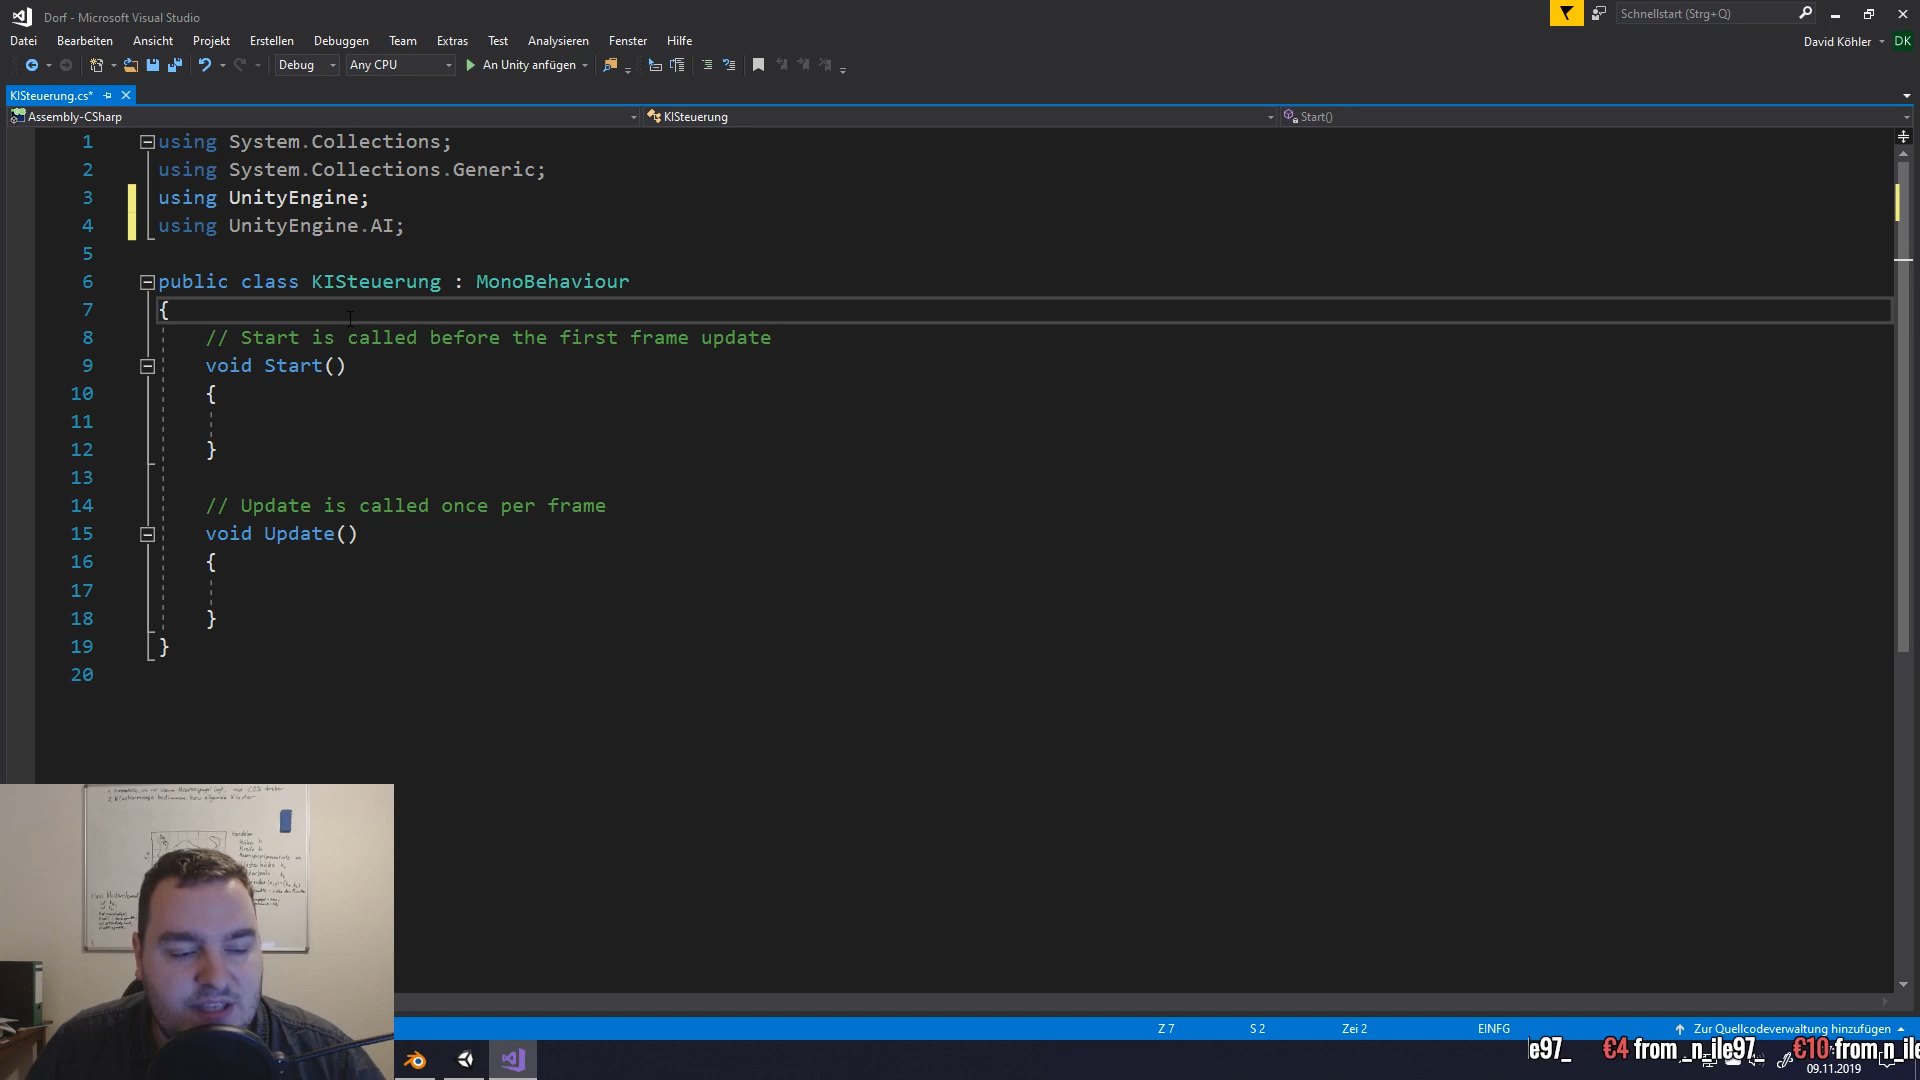 Dorf - Microsoft Visual Studio
Schnellstart (Strg+Q)
Datei Bearbeiten Ansicht Projekt Erstellen Debuggen Team Extras Test Analysieren Fenster Hilfe
David Köhler DK
Debug Any CPU An Unity anfügen
KISteuerung.cs*
Assembly-CSharp KISteuerung Start()
1 using System.Collections;
2 using System.Collections.Generic;
3 using UnityEngine;
4 using UnityEngine.AI;
5
6 public class KISteuerung : MonoBehaviour
7 {
8 // Start is called before the first frame update
9 void Start()
10 {
11
12 }
13
14 // Update is called once per frame
15 void Update()
16 {
17
18 }
19 }
20
Z 7 S 2 Zei 2 EINFG Zur Quellcodeverwaltung hinzufügen
e97_ €4 from _n_ile97_ €10 from n_ile
09.11.2019